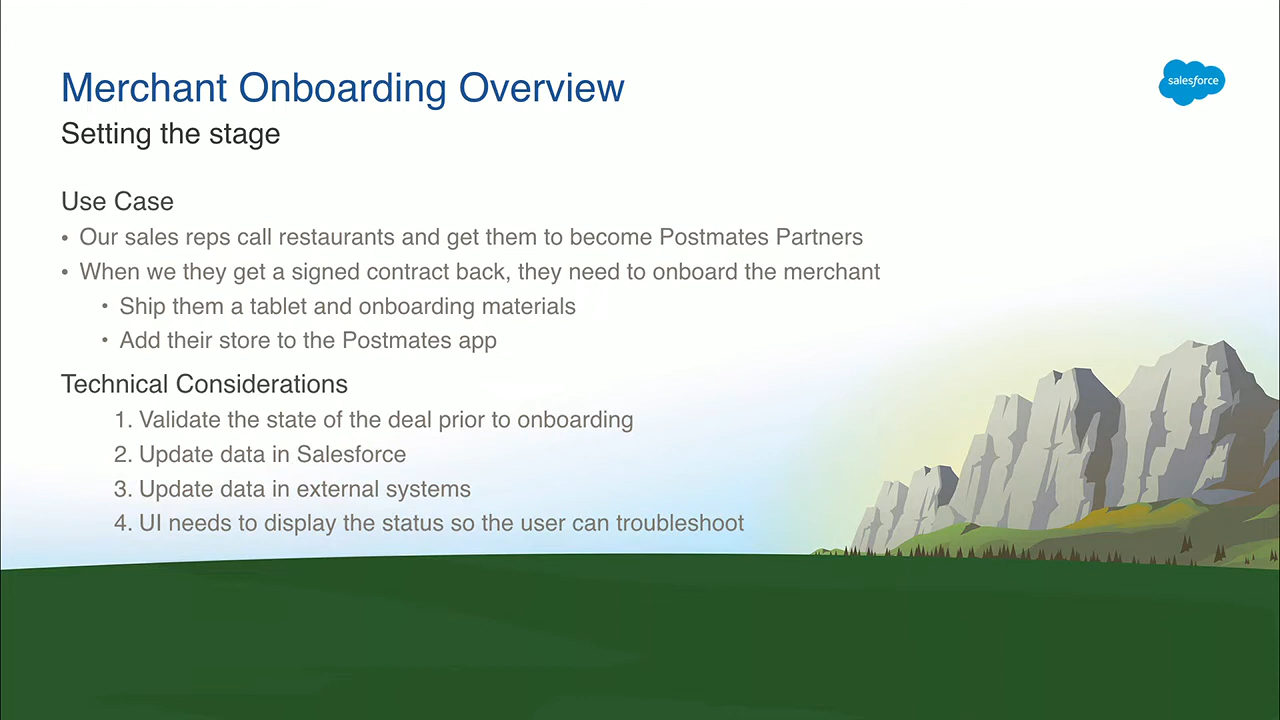 Merchant Onboarding Overview
salesforce
Setting the stage
Use Case
• Our sales reps call restaurants and get them to become Postmates Partners
• When we they get a signed contract back, they need to onboard the merchant
• Ship them a tablet and onboarding materials
• Add their store to the Postmates app
Technical Considerations
1. Validate the state of the deal prior to onboarding
2. Update data in Salesforce
3. Update data in external systems
4. UI needs to display the status so the user can troubleshoot